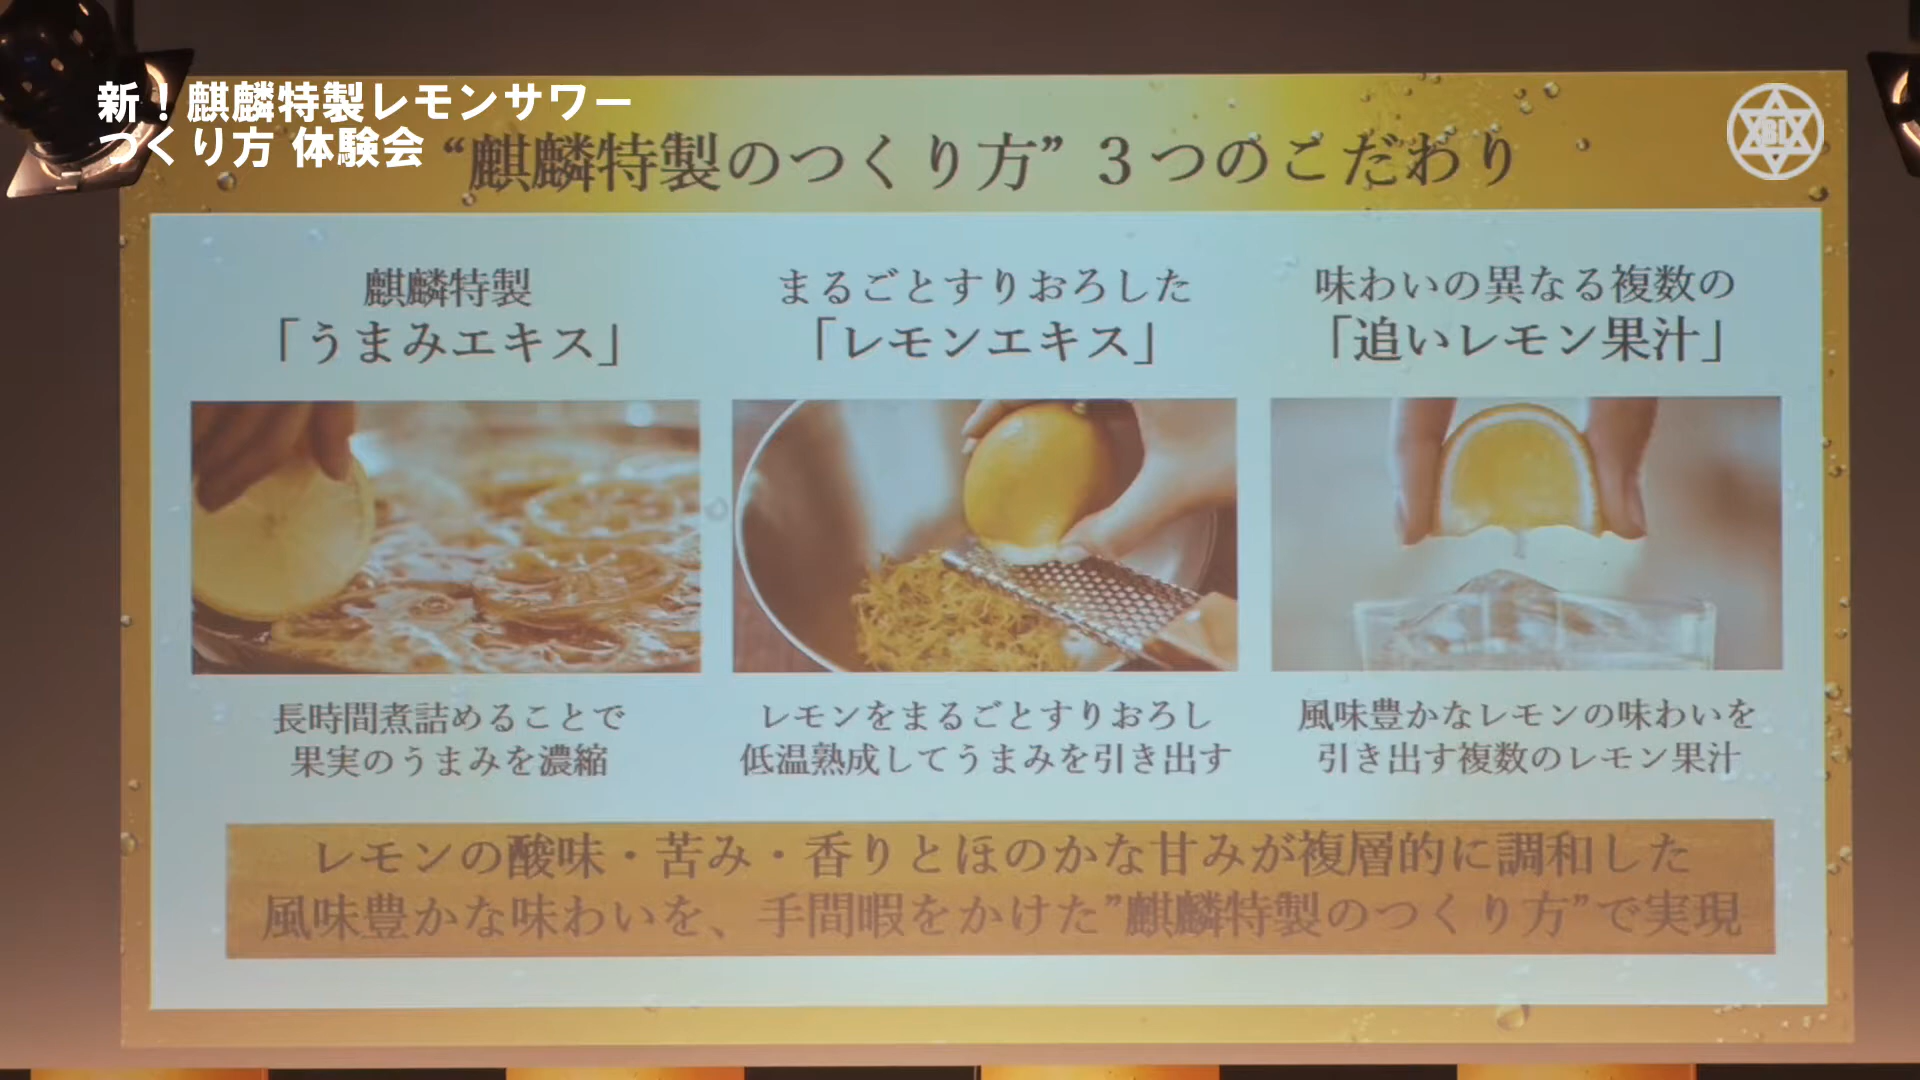 新！麒麟特製レモンサワー
つくり方 体験会
“麒麟特製のつくり方” 3つのこだわり
麒麟特製
「うまみエキス」
長時間煮詰めることで
果実のうまみを濃縮
まるごとすりおろした
「レモンエキス」
レモンをまるごとすりおろし
低温熟成してうまみを引き出す
味わいの異なる複数の
「追いレモン果汁」
風味豊かなレモンの味わいを
引き出す複数のレモン果汁
レモンの酸味・苦み・香りとほのかな甘みが複層的に調和した
風味豊かな味わいを、手間暇をかけた”麒麟特製のつくり方”で実現